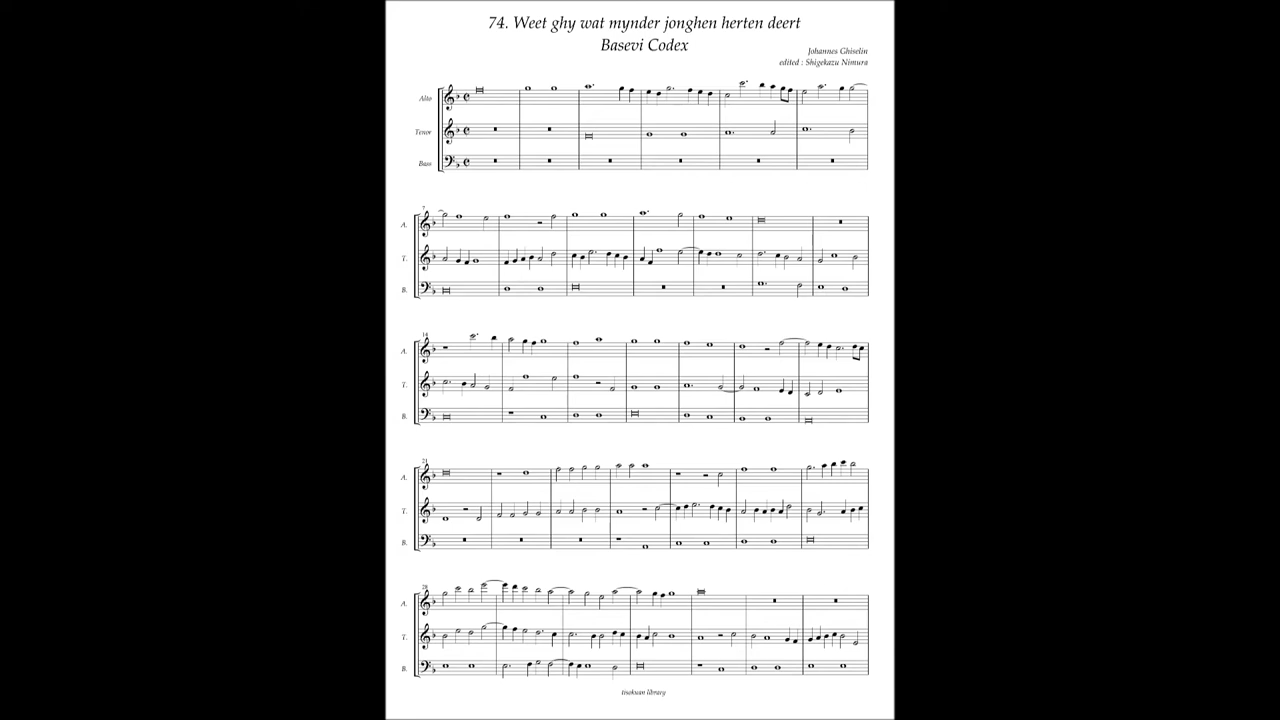 74. Weet ghy wat mynder jonghen herten deert
Basevi Codex
Johannes Ghiselin
edited : Shigekazu Nimura
Alto
Tenor
Bass
7
A.
T.
B.
14
A.
T.
B.
21
A.
T.
B.
28
A.
T.
B.
tisekwan library